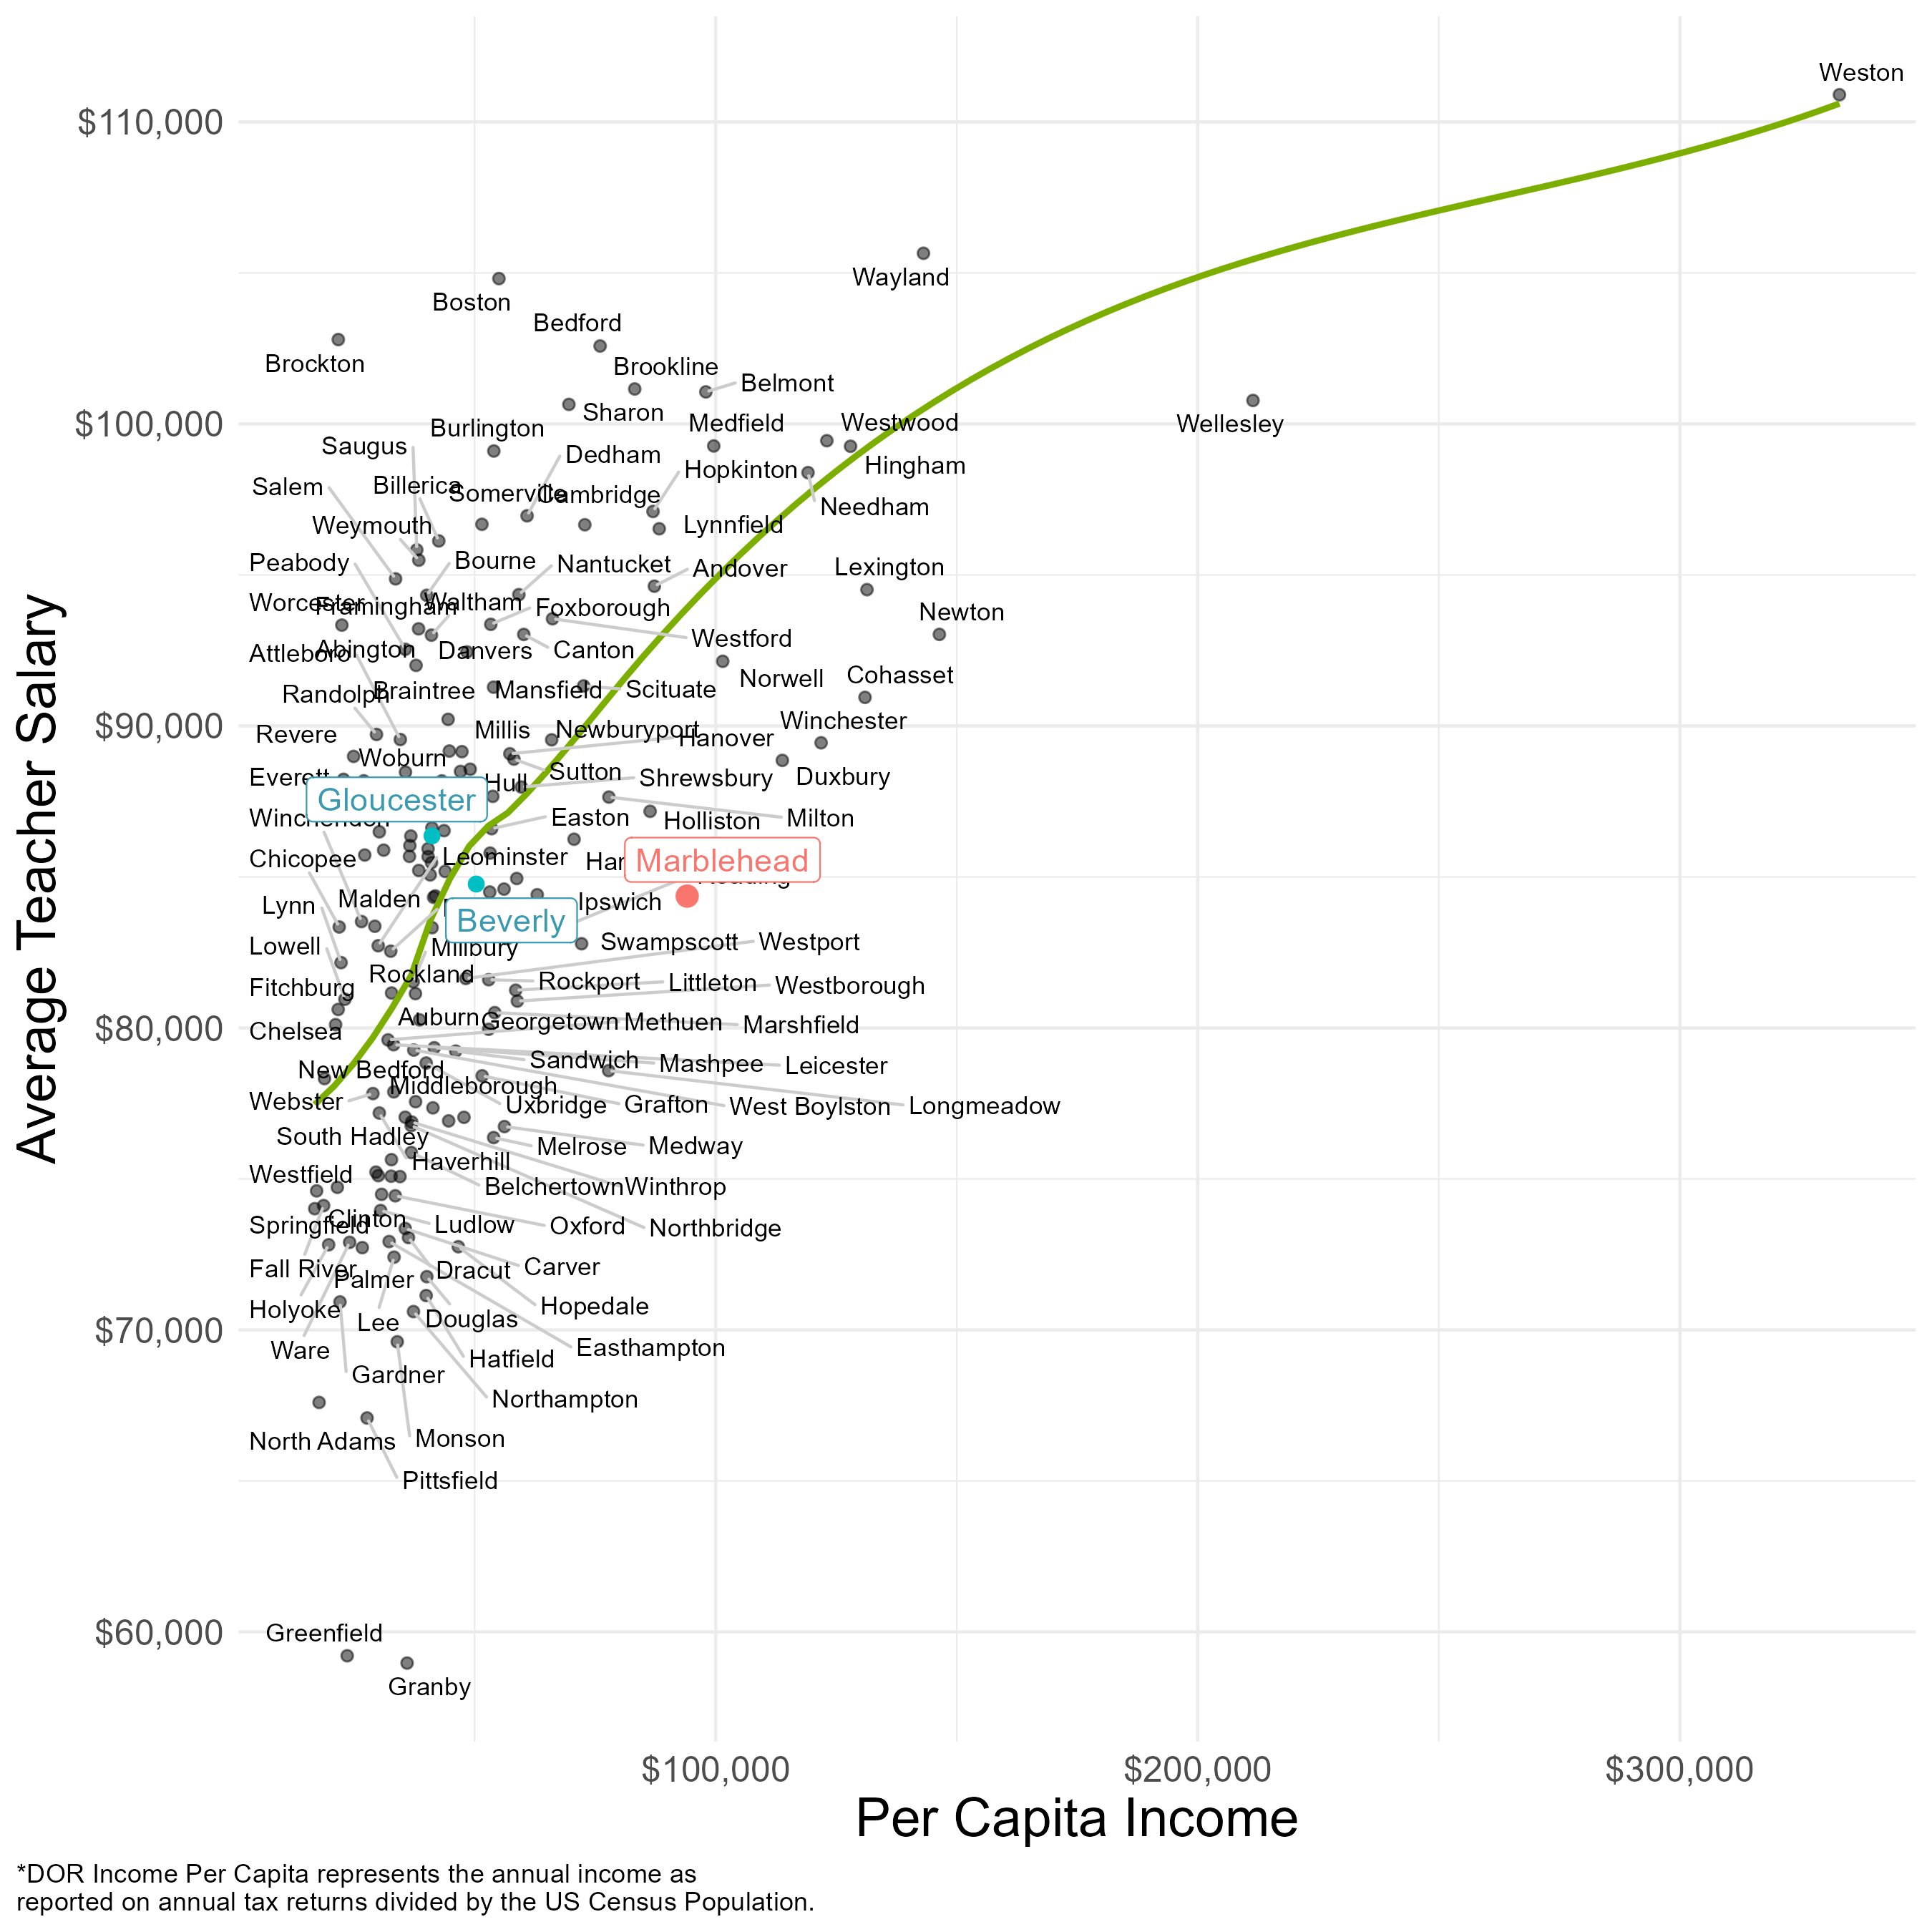 Weston
$110,000
Wayland
Boston
Bedford
Brockton
Brookline
Belmont
Sharon
$100,000
Burlington
Medfield
Westwood
Wellesley
Saugus
Dedham
Hopkinton
Hingham
Salem
Billerica
Somerville
Cambridge
Needham
Weymouth
Lynnfield
Peabody
Bourne
Nantucket
Andover
Lexington
Worcester
Framingham
Waltham
Foxborough
Newton
Westford
Attleboro
Abington
Danvers
Canton
Norwell
Cohasset
Randolph
Braintree
Mansfield
Scituate
$90,000
Revere
Millis
Newburyport
Hanover
Winchester
Woburn
Everett
Hull
Sutton
Shrewsbury
Duxbury
Gloucester
Winchendon
Easton
Holliston
Milton
Chicopee
Leominster
Har
Marblehead
Reading
Lynn
Malden
Ipswich
Beverly
Lowell
Millbury
Swampscott
Westport
Fitchburg
Rockland
Rockport
Littleton
Westborough
Chelsea
Auburn
Georgetown
Methuen
Marshfield
$80,000
New Bedford
Sandwich
Mashpee
Leicester
Webster
Middleborough
Uxbridge
Grafton
West Boylston
Longmeadow
South Hadley
Melrose
Medway
Westfield
Haverhill
Belchertown
Winthrop
Springfield
Clinton
Ludlow
Oxford
Northbridge
Fall River
Palmer
Dracut
Carver
Holyoke
Lee
Douglas
Hopedale
$70,000
Ware
Gardner
Hatfield
Easthampton
Northampton
North Adams
Monson
Pittsfield
$60,000
Greenfield
Granby
Average Teacher Salary
$100,000
$200,000
$300,000
Per Capita Income
*DOR Income Per Capita represents the annual income as
reported on annual tax returns divided by the US Census Population.